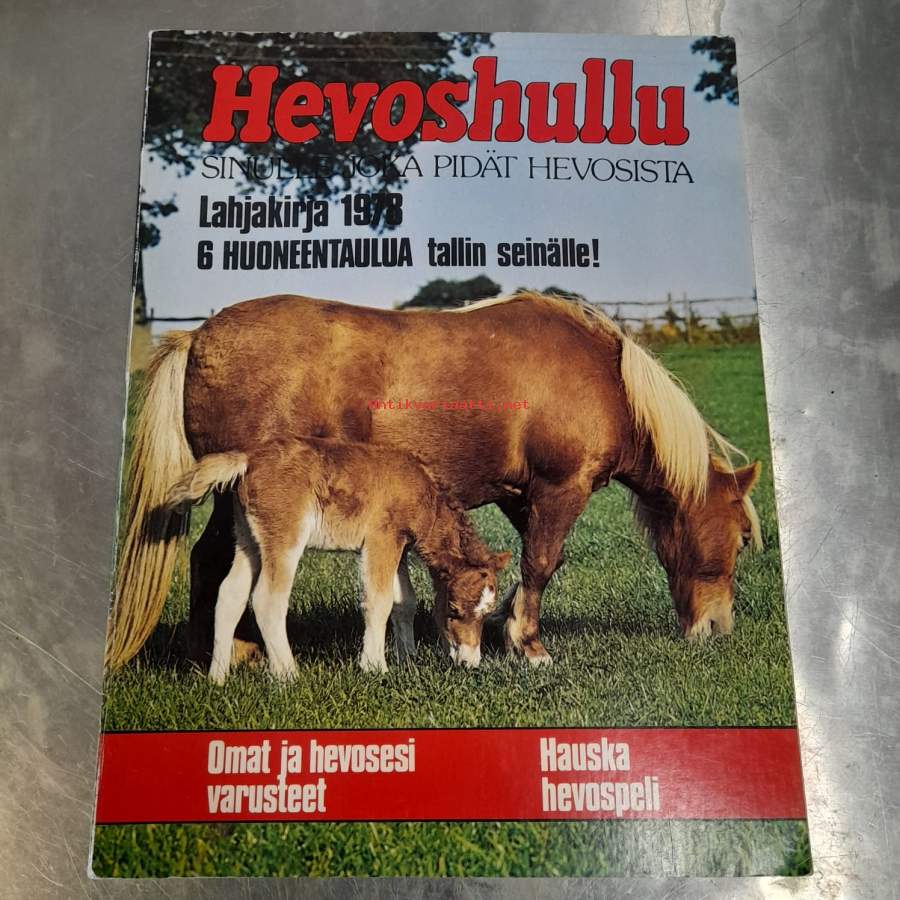 Hevoshullu
SINULLE JOKA PIDÄT HEVOSISTA
Lahjakirja 1978
6 HUONEENTAULUA tallin seinälle!
antikvariaatti.net
Omat ja hevosesi
varusteet
Hauska
hevospeli